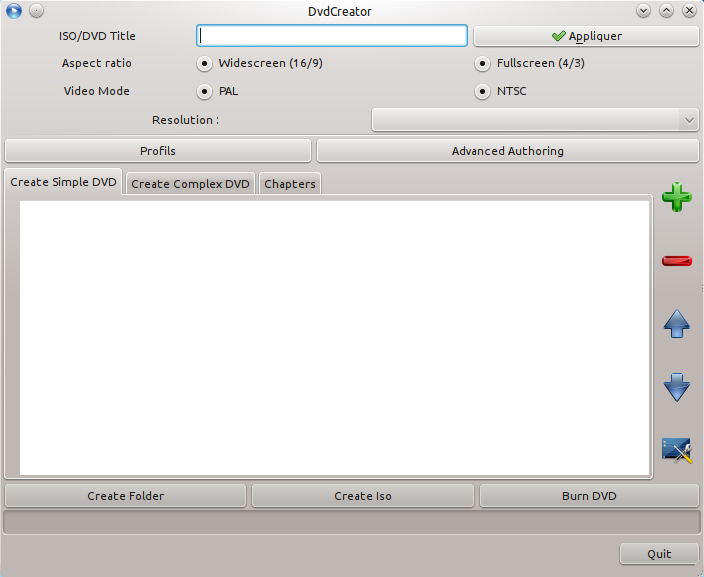 DvdCreator
ISO/DVD Title
Appliquer
Aspect ratio Widescreen (16/9) Fullscreen (4/3)
Video Mode PAL NTSC
Resolution :
Profils Advanced Authoring
Create Simple DVD Create Complex DVD Chapters
Create Folder Create Iso Burn DVD
Quit